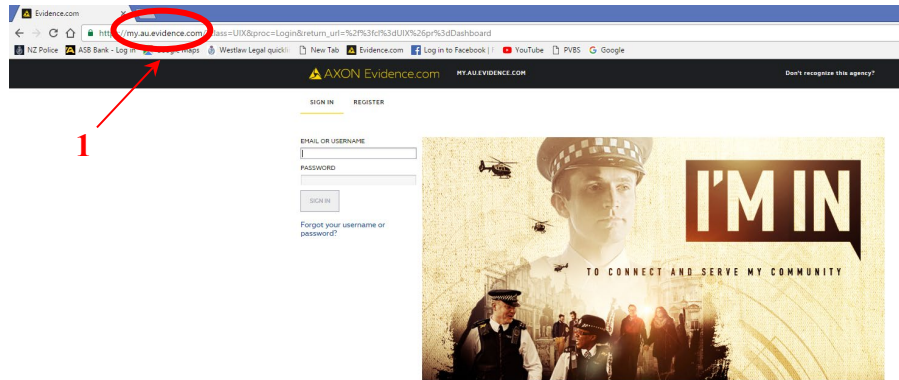 Evidence.com
https://my.au.evidence.com/?class=UIX&proc=Login&return_url=%2f%3fcl%3dUIX%26pr%3dDashboard
NZ Police ASB Bank - Log in Google Maps Westlaw Legal quickli New Tab Evidence.com Log in to Facebook | YouTube PVBS Google
AXON Evidence.com MY.AU.EVIDENCE.COM Don't recognize this agency?
SIGN IN REGISTER
1
EMAIL OR USERNAME
PASSWORD
SIGN IN
Forgot your username or
password?
I'M IN
TO CONNECT AND SERVE MY COMMUNITY